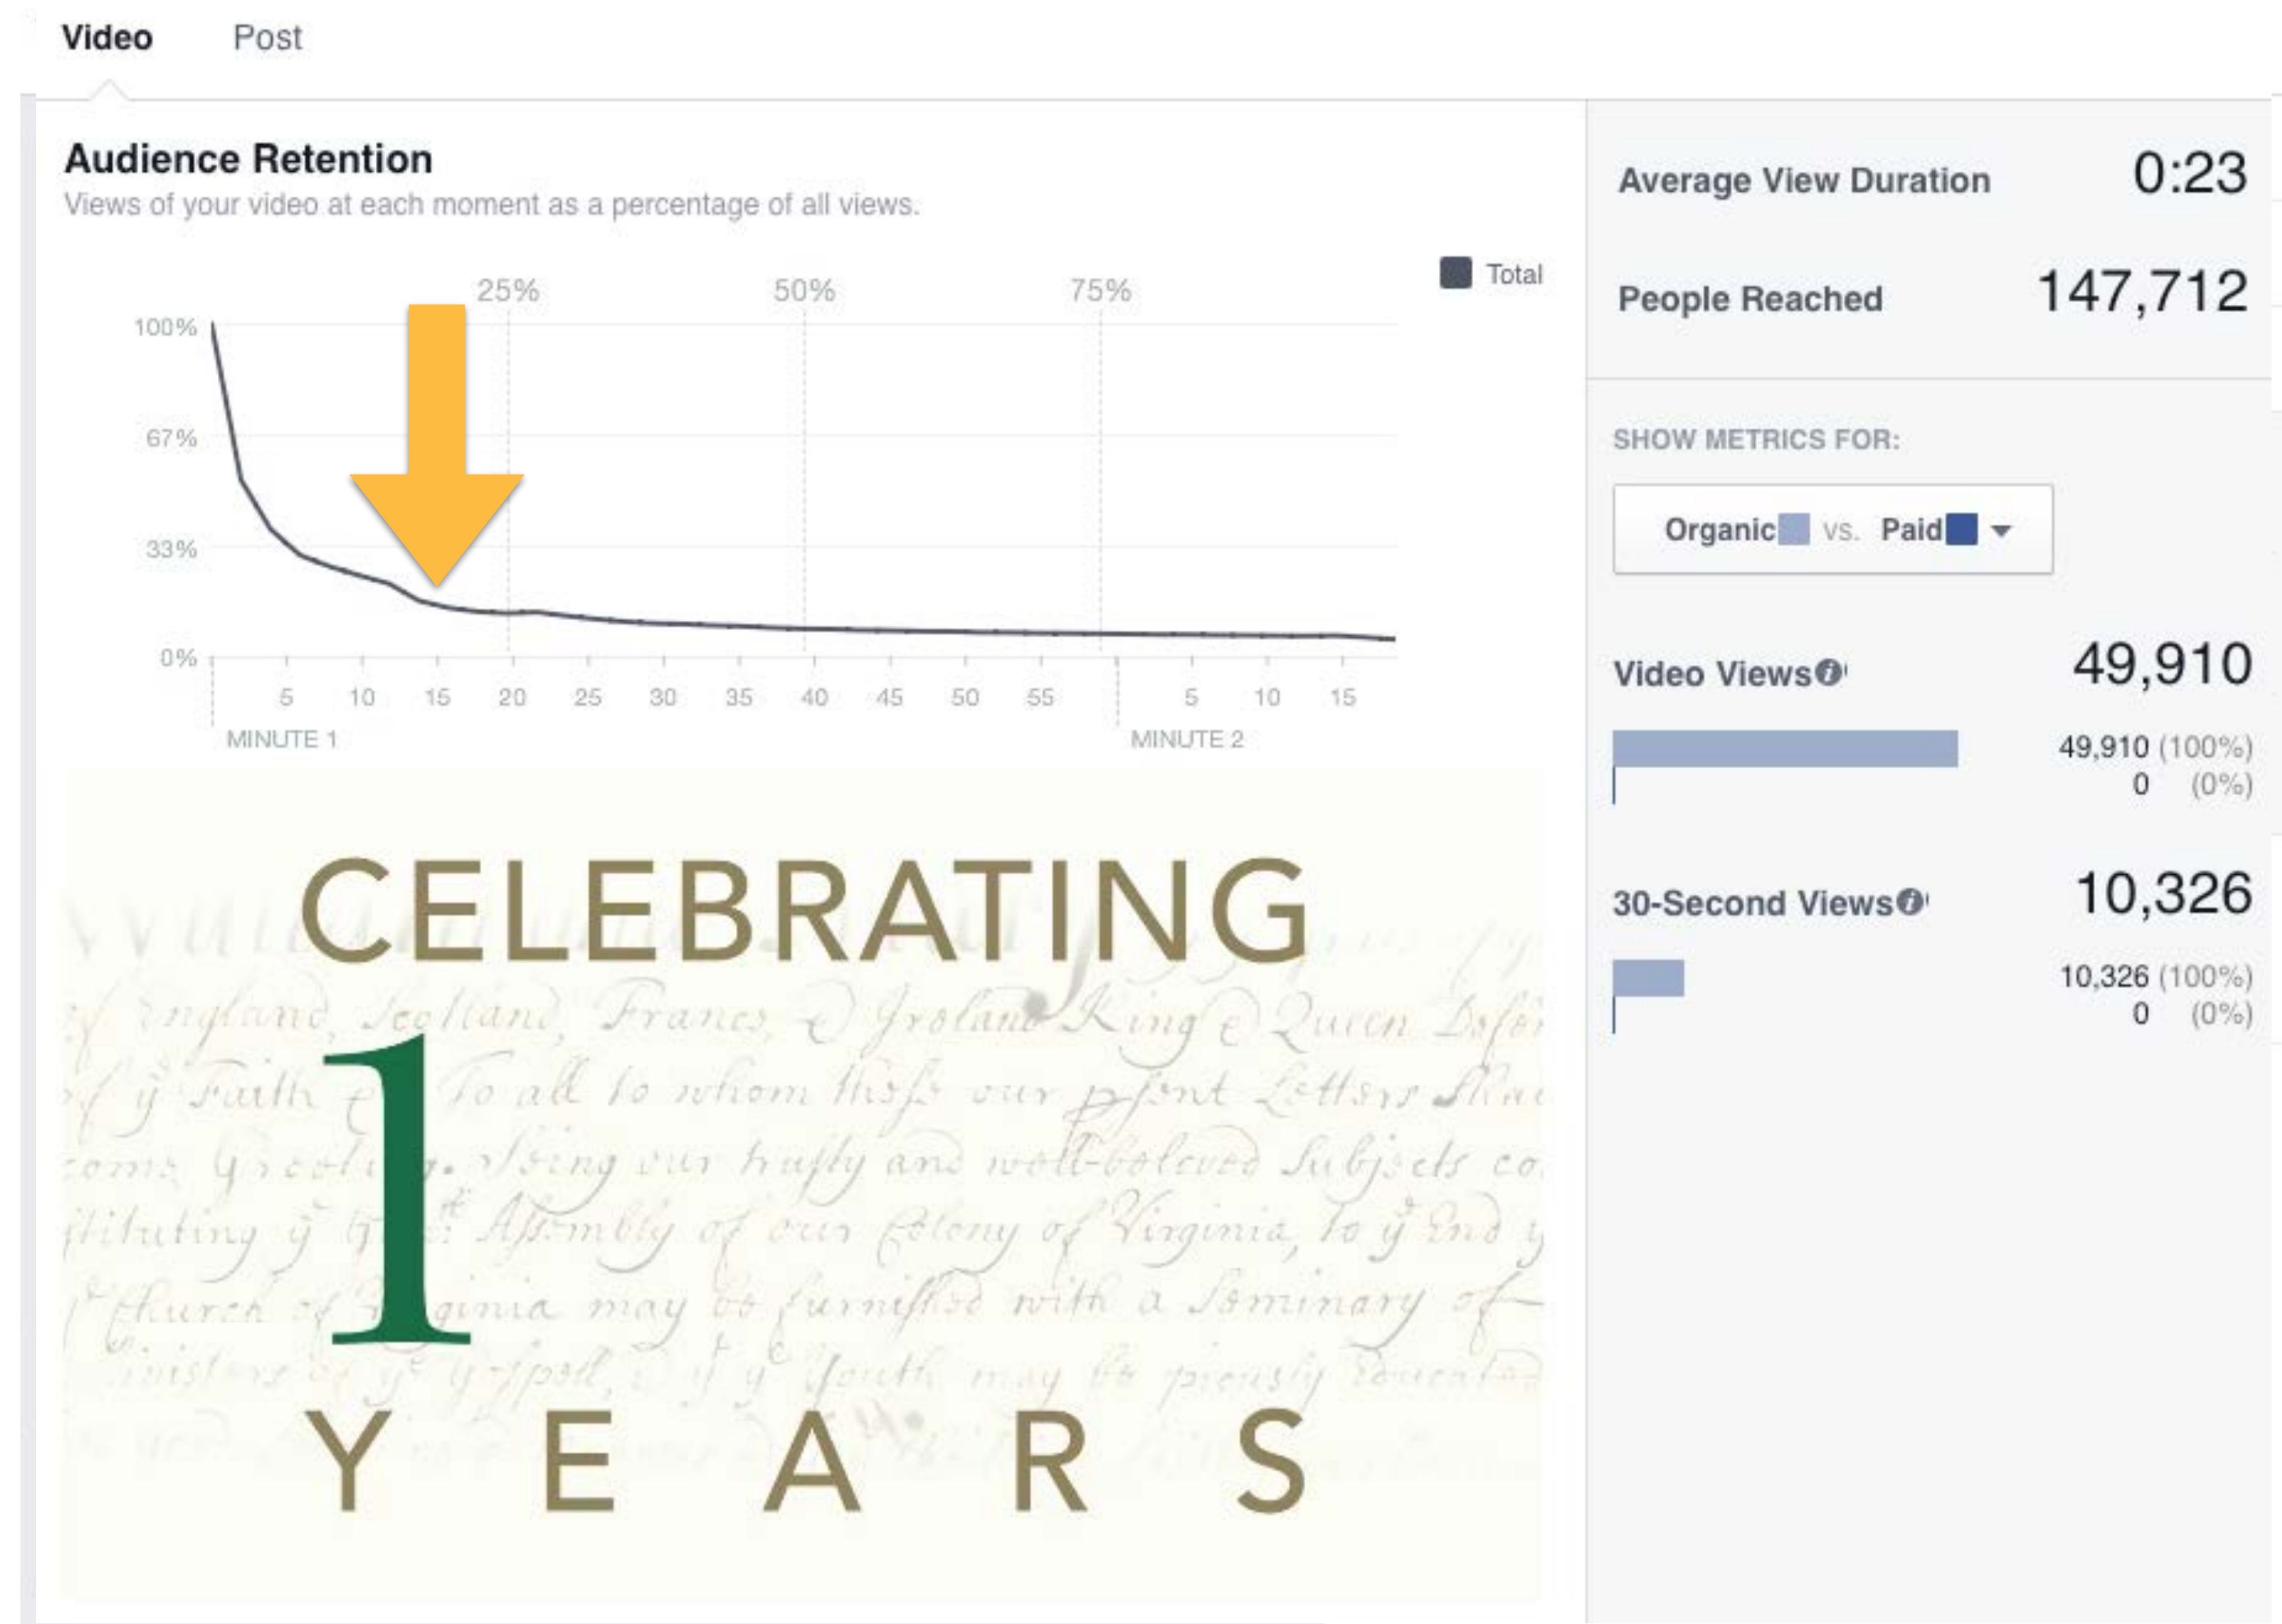 Video Post
Audience Retention
Views of your video at each moment as a percentage of all views.
Total
25% 50% 75%
100%
67%
33%
0%
5 10 15 20 25 30 35 40 45 50 55 5 10 15
MINUTE 1 MINUTE 2
CELEBRATING
of England, Scotland, France, & Ireland King & Queen
of yᵉ Faith To all to whom these our Letters
our and well-beloved Subjects
Assembly of our Colony of Virginia, to yᵉ End
Church of may be furnished with a Seminary of
yᵉ may be piously Educated
1
YEARS
Average View Duration 0:23
People Reached 147,712
SHOW METRICS FOR:
Organic vs. Paid
Video Views 49,910
49,910 (100%)
0 (0%)
30-Second Views 10,326
10,326 (100%)
0 (0%)